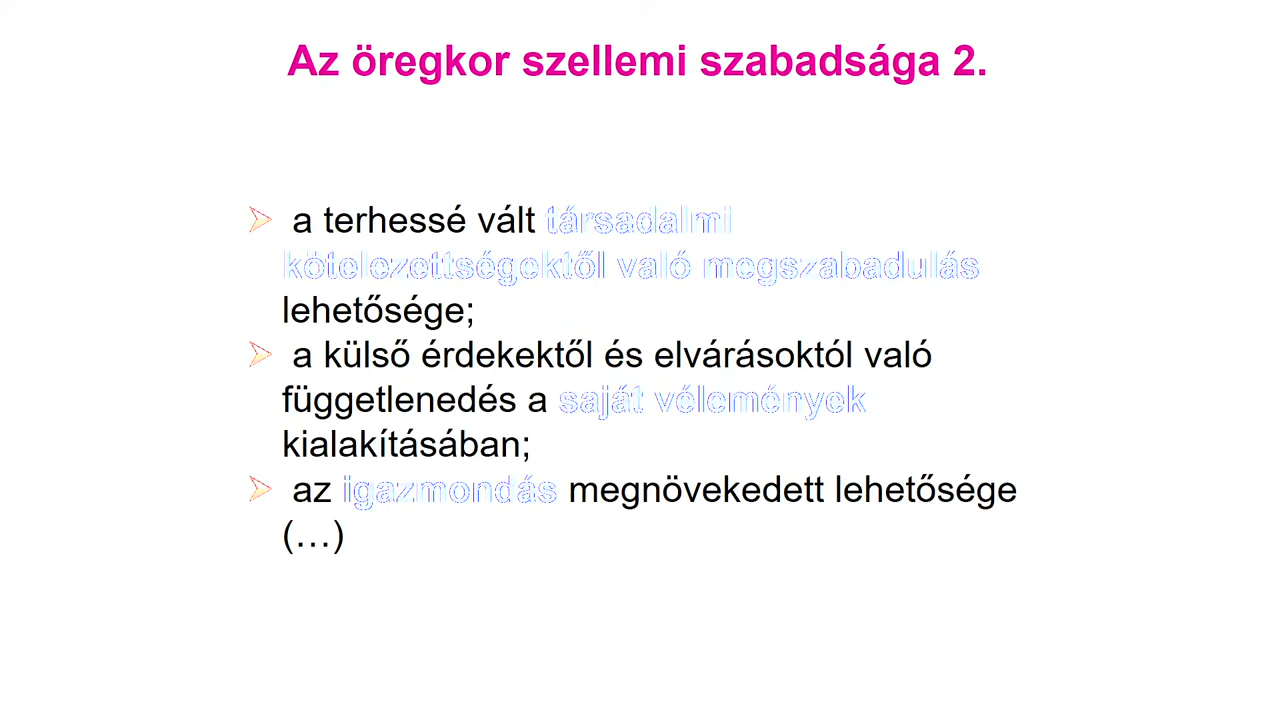 Az öregkor szellemi szabadsága 2.
a terhessé vált társadalmi
kötelezettségektől való megszabadulás
lehetősége;
a külső érdekektől és elvárásoktól való
függetlenedés a saját vélemények
kialakításában;
az igazmondás megnövekedett lehetősége
(…)